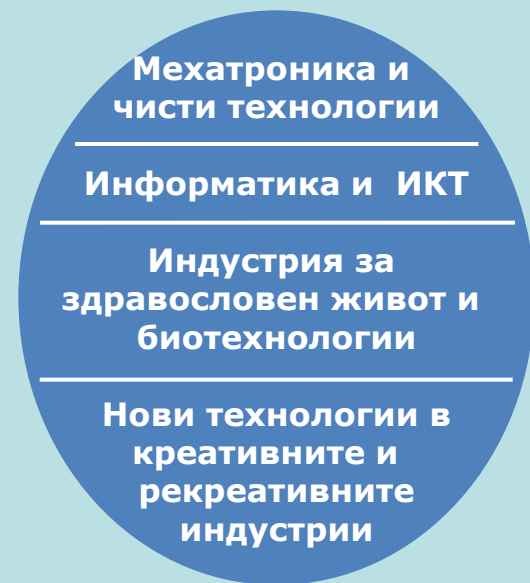 Мехатроника и
чисти технологии
Информатика и ИКТ
Индустрия за
здравословен живот и
биотехнологии
Нови технологии в
креативните и
рекреативните
индустрии